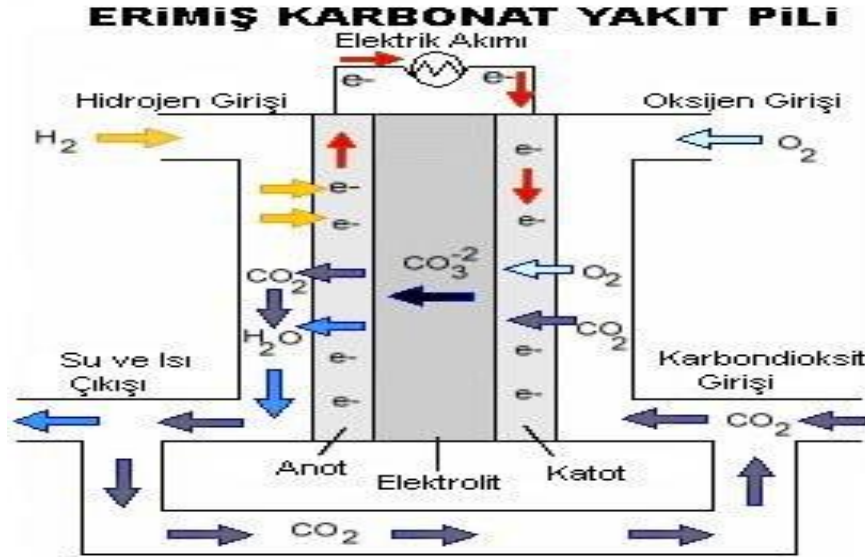 ERİMİŞ KARBONAT YAKIT PİLİ
Elektrik Akımı
e- e-
Hidrojen Girişi
Oksijen Girişi
H2
O2
e-
e-
e-
e-
CO3-2
CO2
O2
H2O
CO2
e-
e-
e-
e-
Su ve Isı
Çıkışı
Karbondioksit
Girişi
CO2
Anot
Elektrolit
Katot
CO2